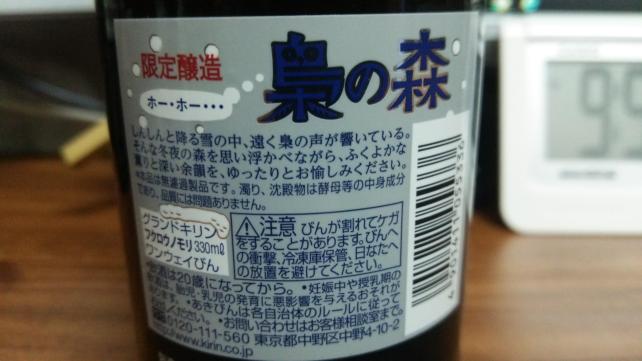 限定醸造
梟の森
ホー・ホー・・・
しんしんと降る雪の中、遠く梟の声が響いている。
そんな冬夜の森を思い浮かべながら、ふくよかな
薫りと深い余韻を、ゆったりとお愉しみください。
*本品は無濾過製品です。濁り、沈殿物は酵母等の中身成分
であり、品質には問題ありません。
グランドキリン
フクロウノモリ 330ml
ワンウェイびん
注意 びんが割れてケガ
をすることがあります。びんへ
の衝撃、冷凍庫保管、日なたへ
の放置を避けてください。
飲酒は20歳になってから。・妊娠中や授乳期の
飲酒は、胎児・乳児の発育に悪影響を与えるおそれが
あります。・あきびんは各自治体のルールに従って
・お問い合わせはお客様相談室まで。
0120-111-560 東京都中野区中野4-10-2
http://www.kirin.co.jp